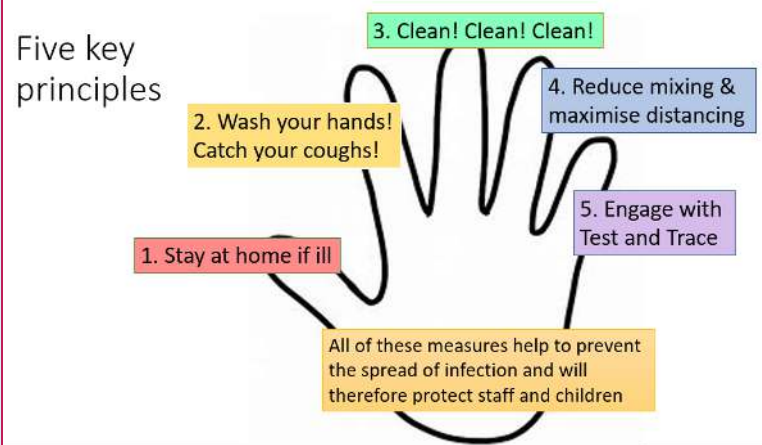 Five key
principles
1. Stay at home if ill
2. Wash your hands!
Catch your coughs!
3. Clean! Clean! Clean!
4. Reduce mixing &
maximise distancing
5. Engage with
Test and Trace
All of these measures help to prevent
the spread of infection and will
therefore protect staff and children